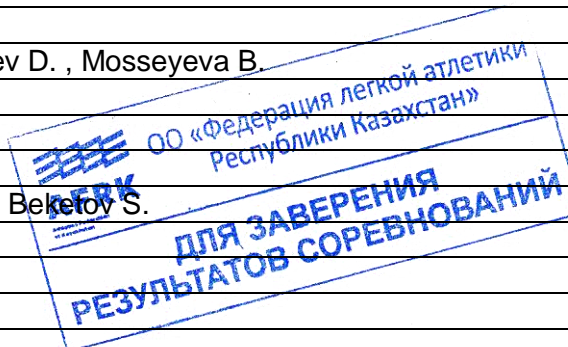 ev D. , Mosseyeva B.
ОО «Федерация легкой атлетики
Республики Казахстан»
Beketov S.
ДЛЯ ЗАВЕРЕНИЯ
РЕЗУЛЬТАТОВ СОРЕВНОВАНИЙ